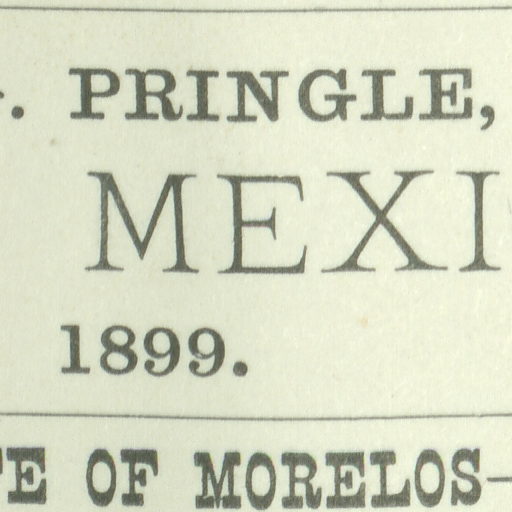 . PRINGLE,
MEXI
1899.
E OF MORELOS–